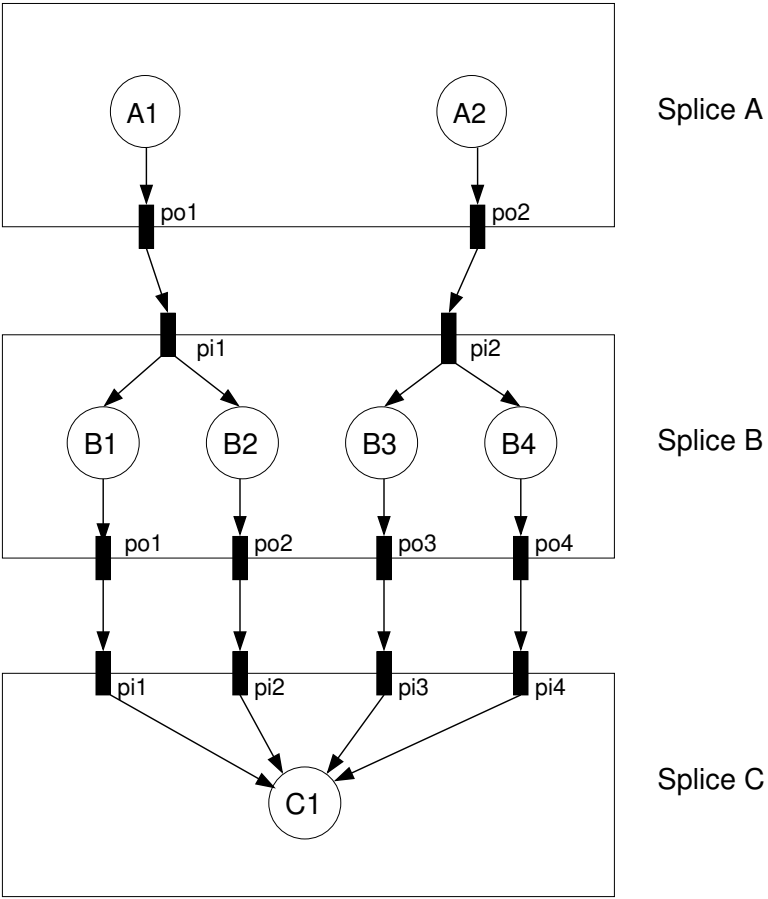 A1
A2
Splice A
po1
po2
pi1
pi2
B1
B2
B3
B4
Splice B
po1
po2
po3
po4
pi1
pi2
pi3
pi4
Splice C
C1